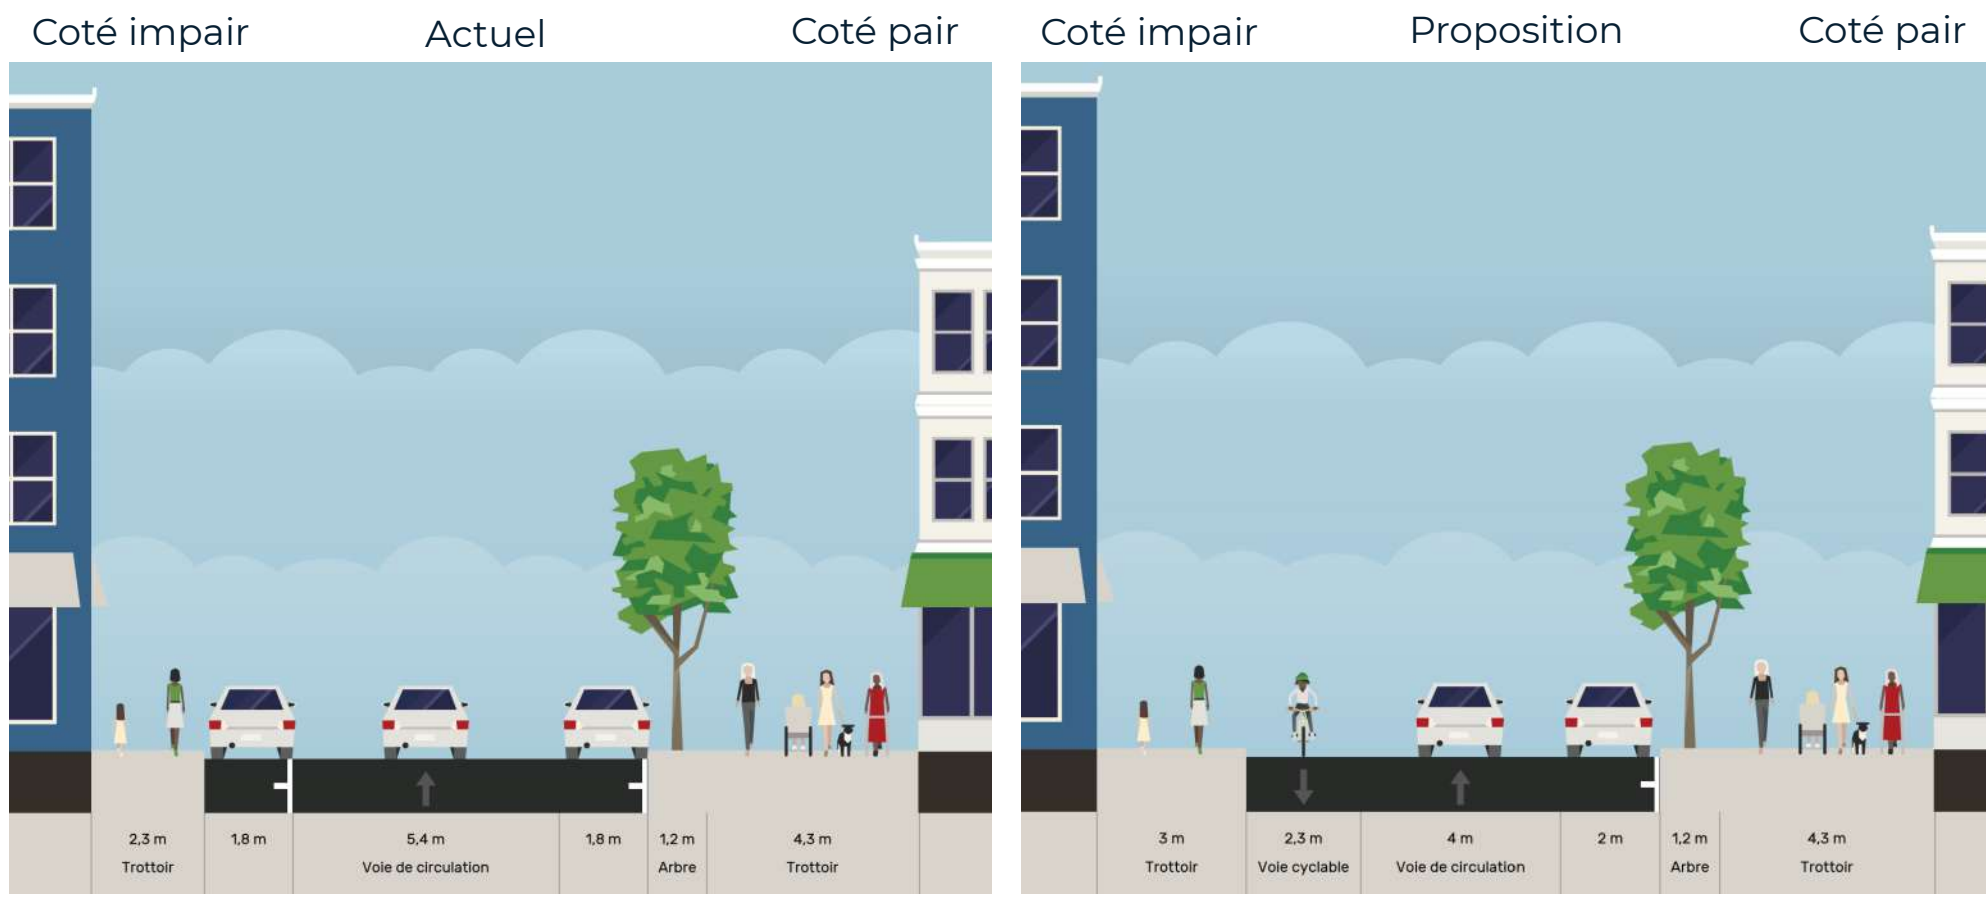 Coté impair
Actuel
Coté pair
2,3 m
Trottoir
1,8 m
5,4 m
Voie de circulation
1,8 m
1,2 m
Arbre
4,3 m
Trottoir
Coté impair
Proposition
Coté pair
3 m
Trottoir
2,3 m
Voie cyclable
4 m
Voie de circulation
2 m
1,2 m
Arbre
4,3 m
Trottoir